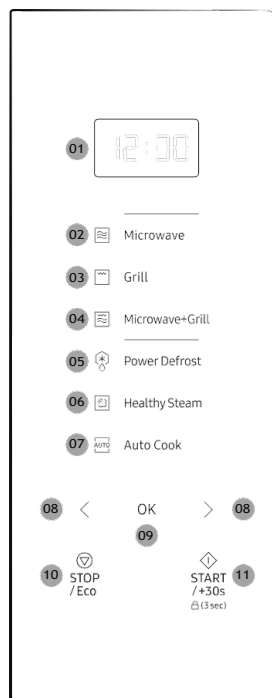 01 12:00
02 Microwave
03 Grill
04 Microwave+Grill
05 Power Defrost
06 Healthy Steam
07 AUTO Auto Cook
08 < OK > 08
09
10 STOP START 11
/Eco /+30s
(3 sec)